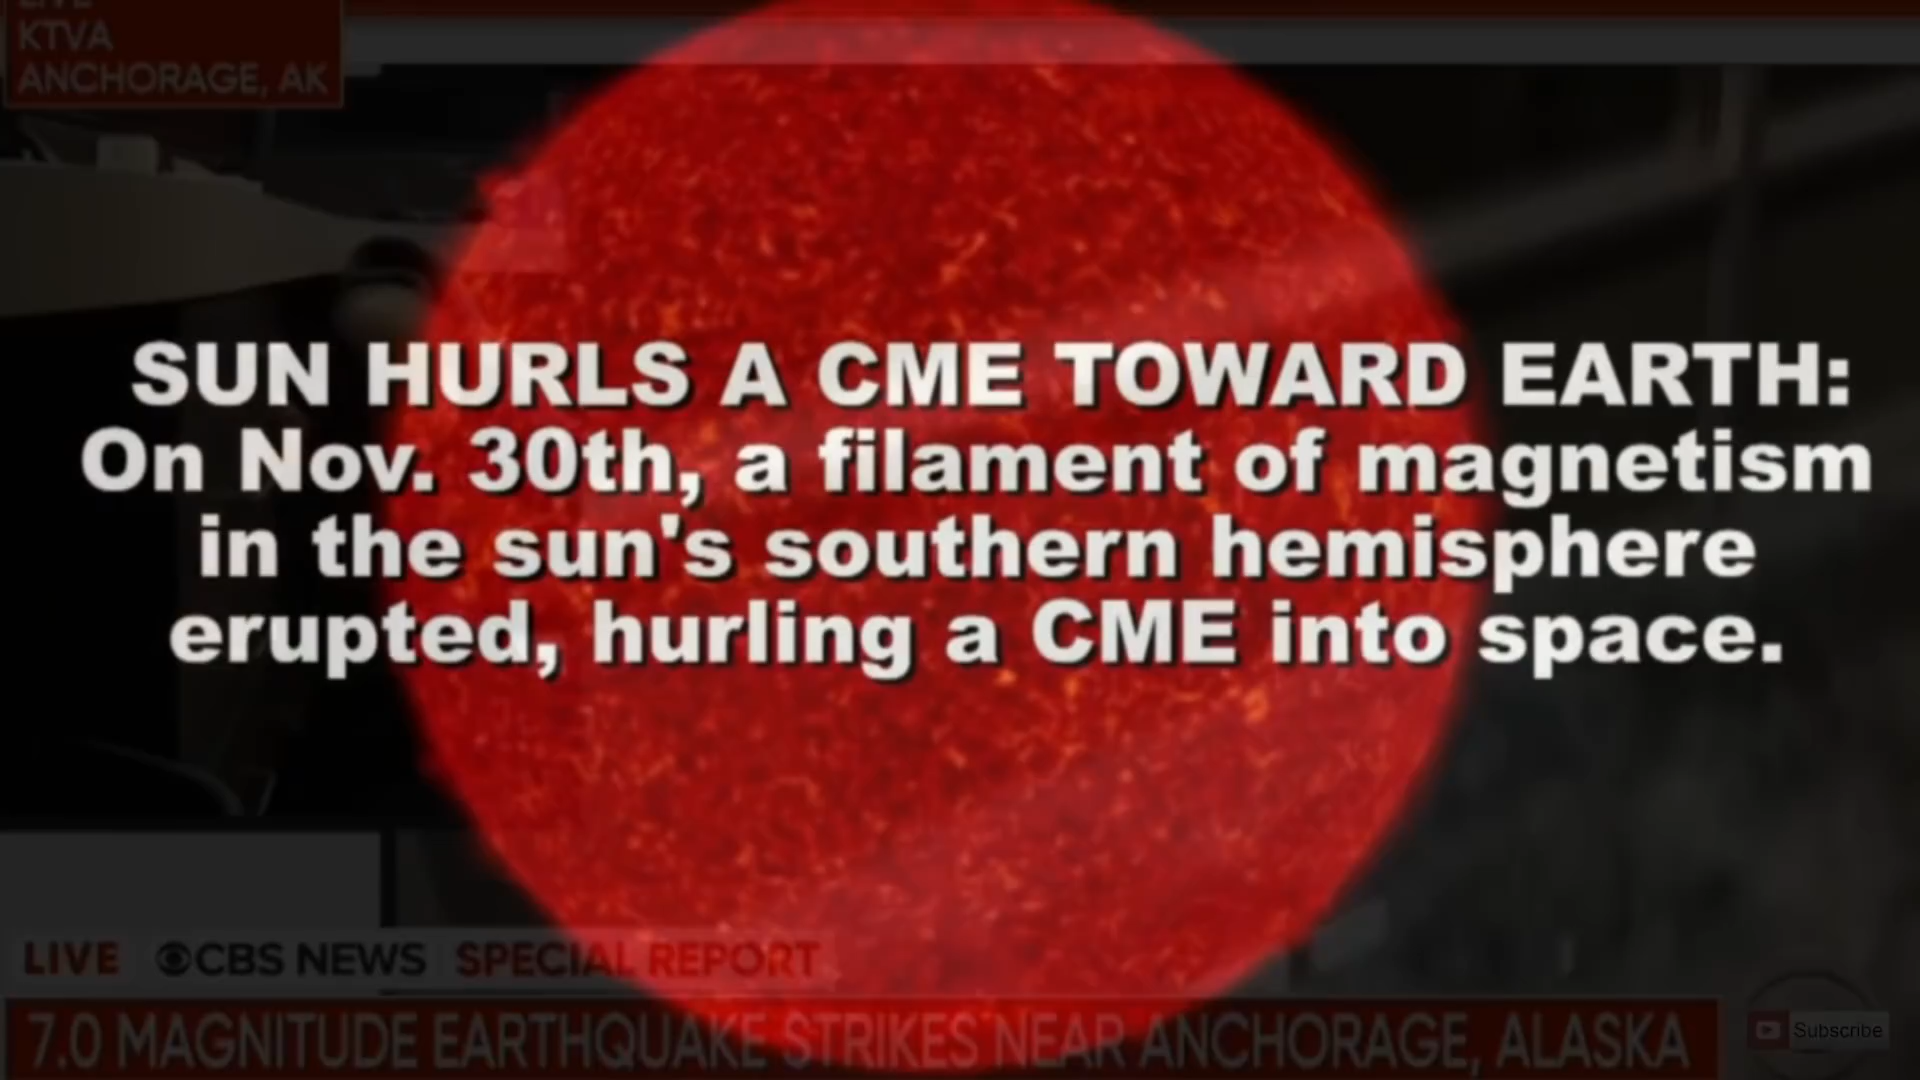 LIVE
KTVA
ANCHORAGE, AK
SUN HURLS A CME TOWARD EARTH:
On Nov. 30th, a filament of magnetism
in the sun's southern hemisphere
erupted, hurling a CME into space.
LIVE CBS NEWS SPECIAL REPORT
7.0 MAGNITUDE EARTHQUAKE STRIKES NEAR ANCHORAGE, ALASKA
Subscribe